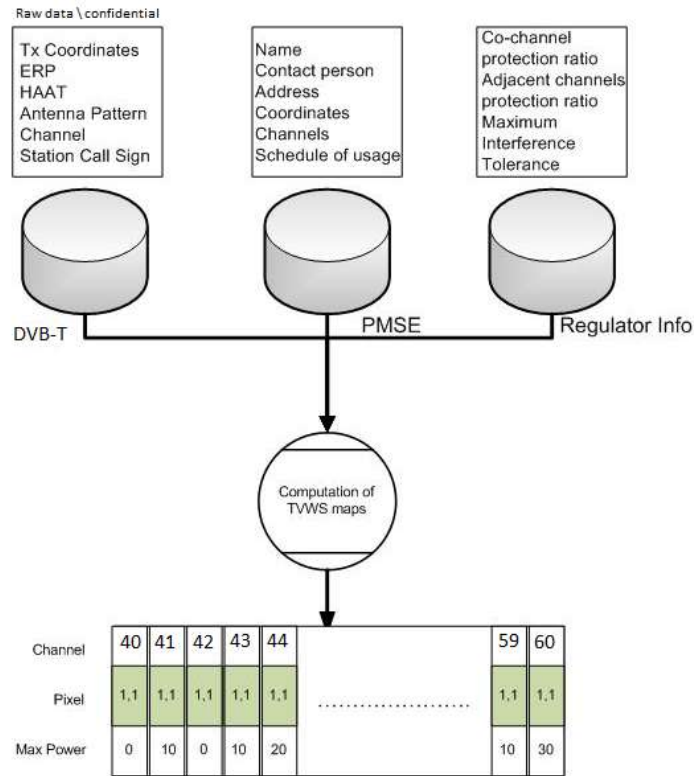 Raw data \ confidential
Tx Coordinates
ERP
HAAT
Antenna Pattern
Channel
Station Call Sign
Name
Contact person
Address
Coordinates
Channels
Schedule of usage
Co-channel
protection ratio
Adjacent channels
protection ratio
Maximum
Interference
Tolerance
DVB-T
PMSE
Regulator Info
Computation of
TVWS maps
Channel 40 41 42 43 44 59 60
Pixel 1,1 1,1 1,1 1,1 1,1 ........................ 1,1 1,1
Max Power 0 10 0 10 20 10 30